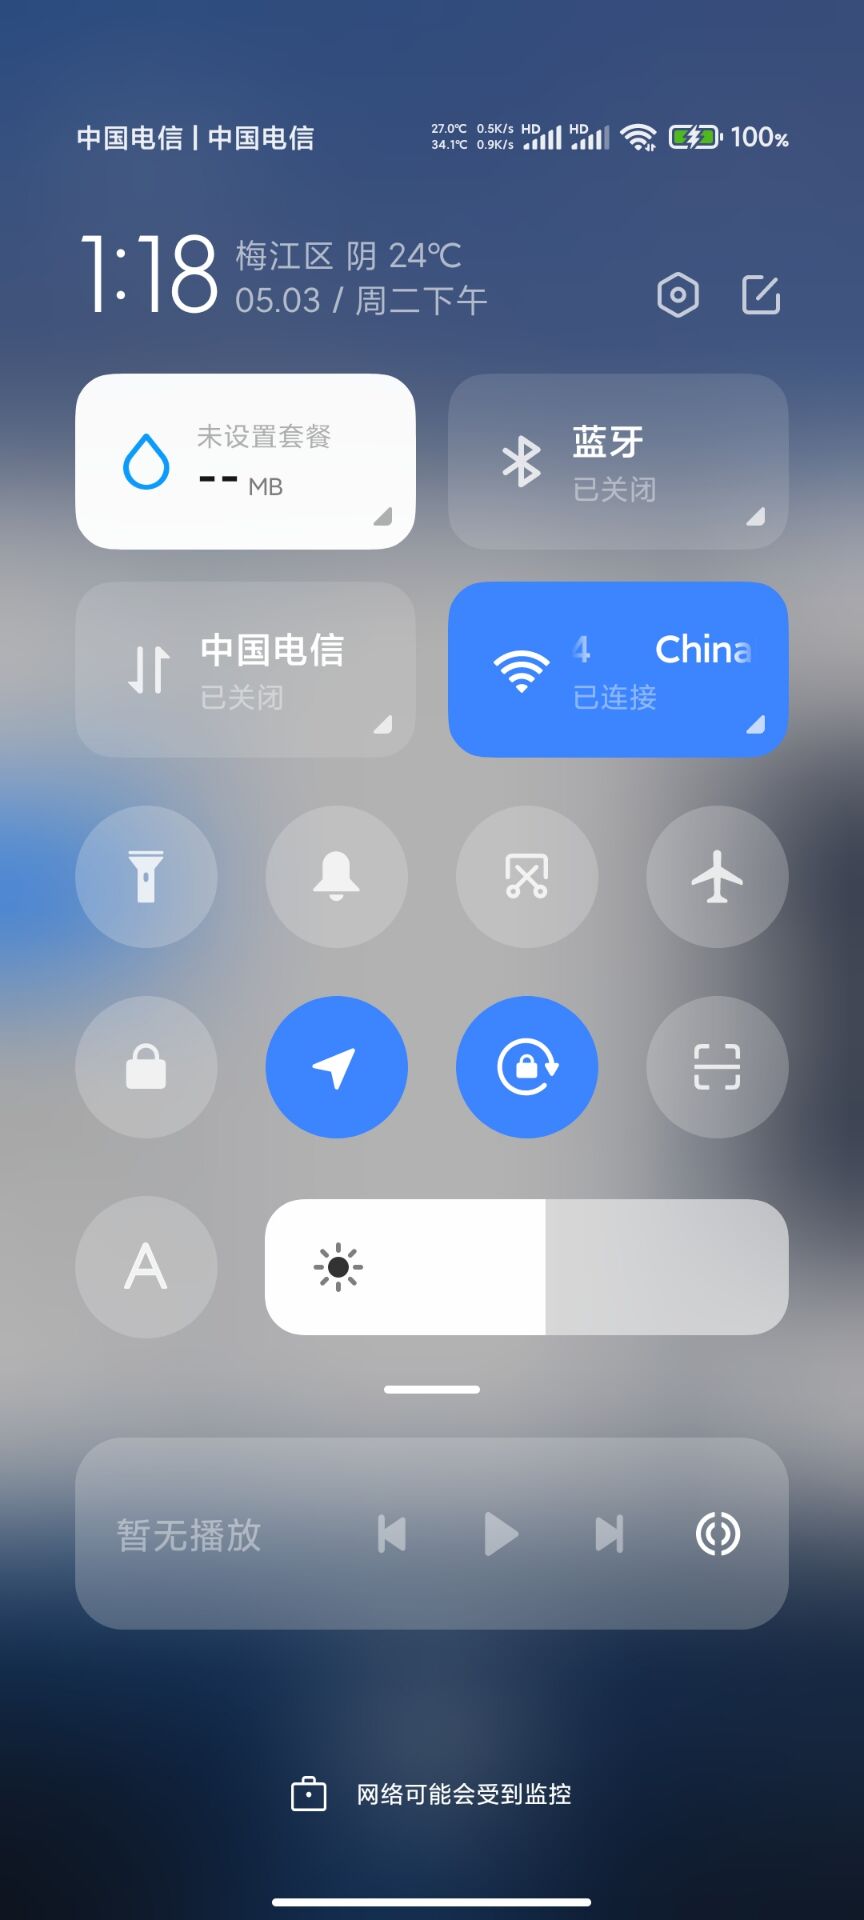 中国电信 | 中国电信
27.0℃ 0.5K/s HD HD 100%
34.1℃ 0.9K/s
1:18
梅江区 阴 24℃
05.03 / 周二下午
未设置套餐
-- MB
蓝牙
已关闭
中国电信
已关闭
4 China
已连接
A
暂无播放
网络可能会受到监控